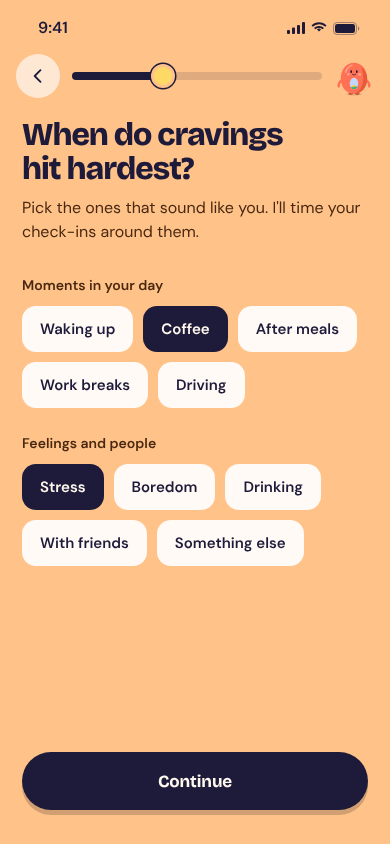 9:41
When do cravings
hit hardest?
Pick the ones that sound like you. I'll time your
check-ins around them.
Moments in your day
Waking up
Coffee
After meals
Work breaks
Driving
Feelings and people
Stress
Boredom
Drinking
With friends
Something else
Continue